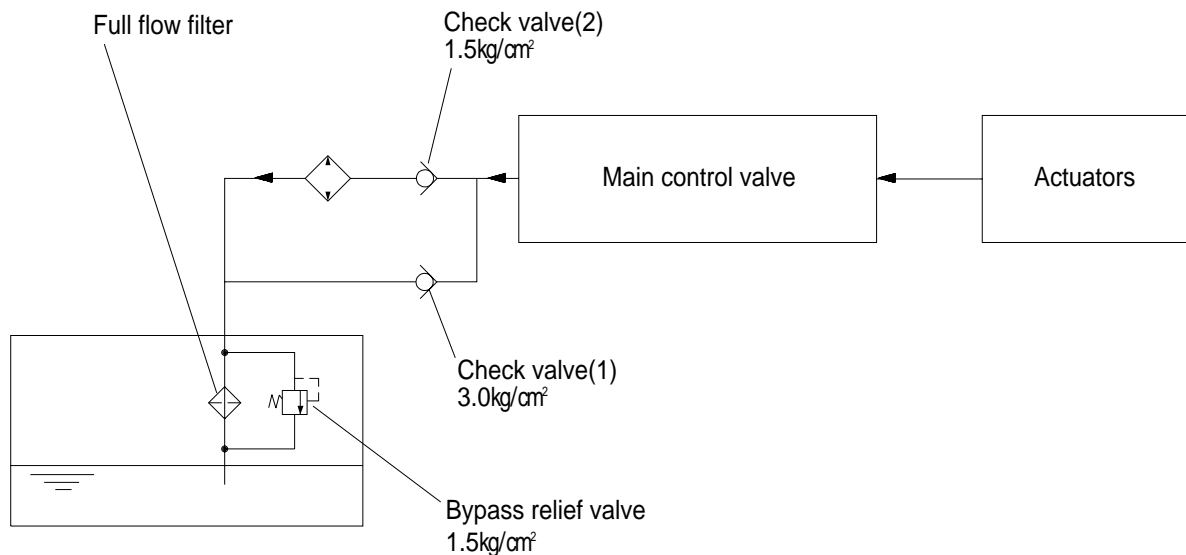 Full flow filter
Check valve(2)
1.5kg/cm²
Main control valve
Actuators
Check valve(1)
3.0kg/cm²
Bypass relief valve
1.5kg/cm²